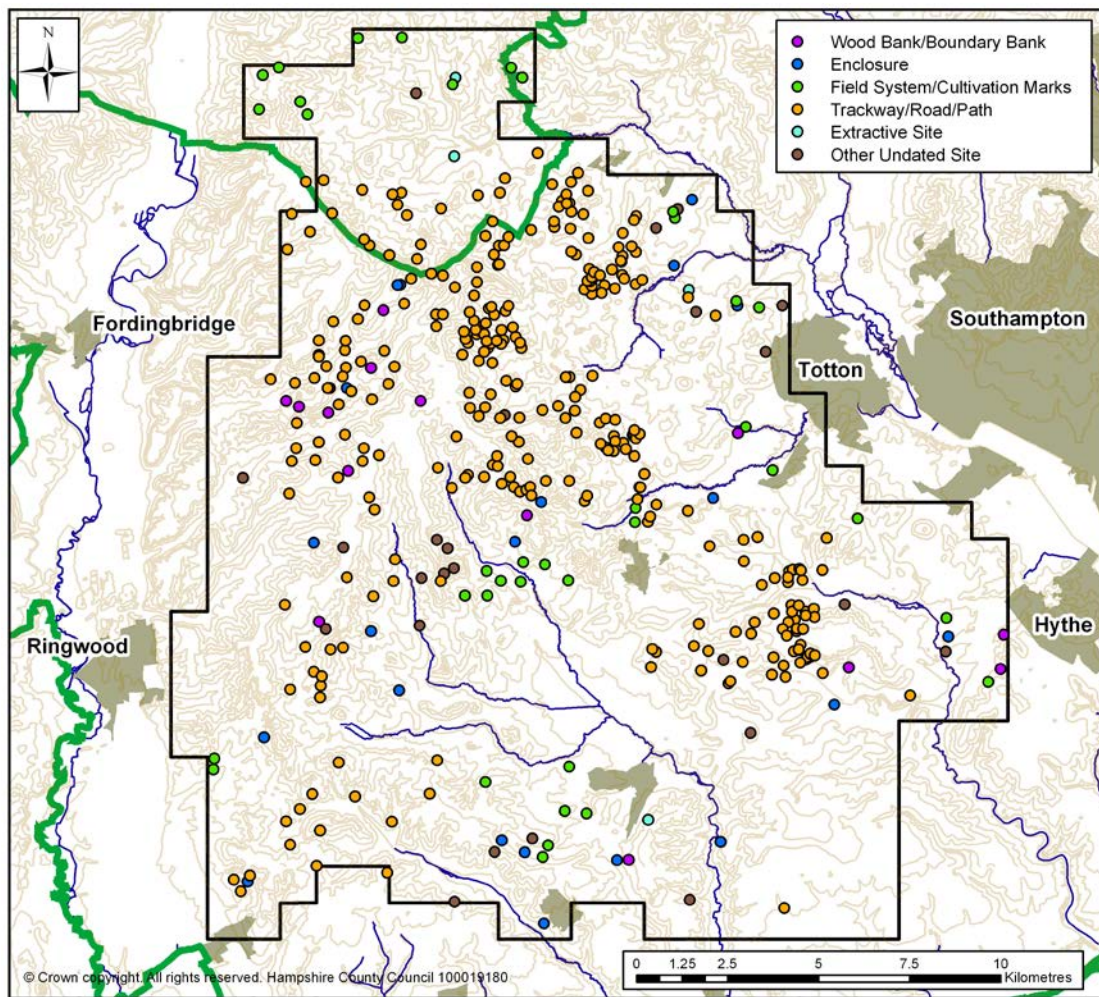 N
Wood Bank/Boundary Bank
Enclosure
Field System/Cultivation Marks
Trackway/Road/Path
Extractive Site
Other Undated Site
Fordingbridge
Southampton
Totton
Hythe
Ringwood
0 1.25 2.5 5 7.5 10
Kilometres
© Crown copyright. All rights reserved. Hampshire County Council 100019180